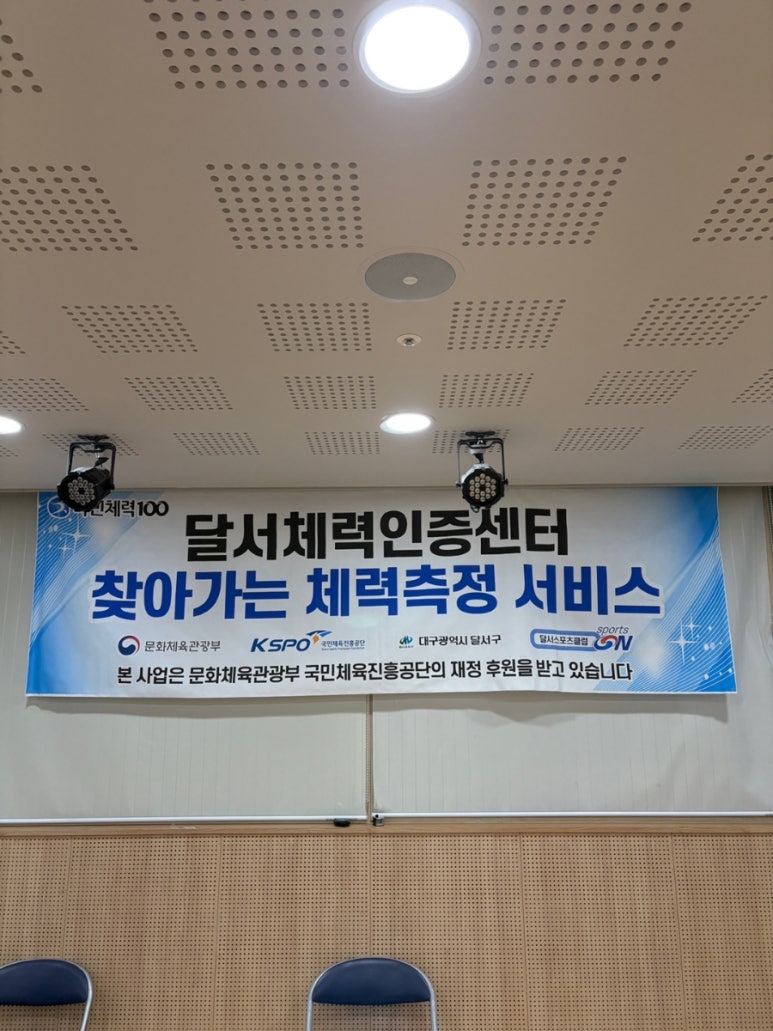 국민체력100
달서체력인증센터
찾아가는 체력측정 서비스
문화체육관광부 KSPO 국민체육진흥공단 대구광역시 달서구 달서스포츠클럽 sports ON
본 사업은 문화체육관광부 국민체육진흥공단의 재정 후원을 받고 있습니다